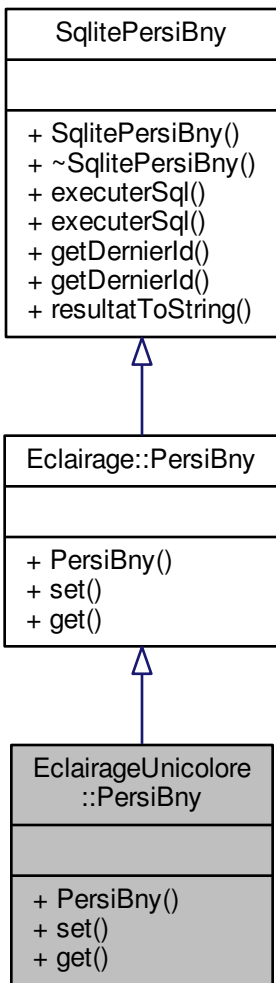 SqlitePersiBny
+ SqlitePersiBny()
+ ~SqlitePersiBny()
+ executerSql()
+ executerSql()
+ getDernierId()
+ getDernierId()
+ resultatToString()
Eclairage::PersiBny
+ PersiBny()
+ set()
+ get()
EclairageUnicolore
::PersiBny
+ PersiBny()
+ set()
+ get()